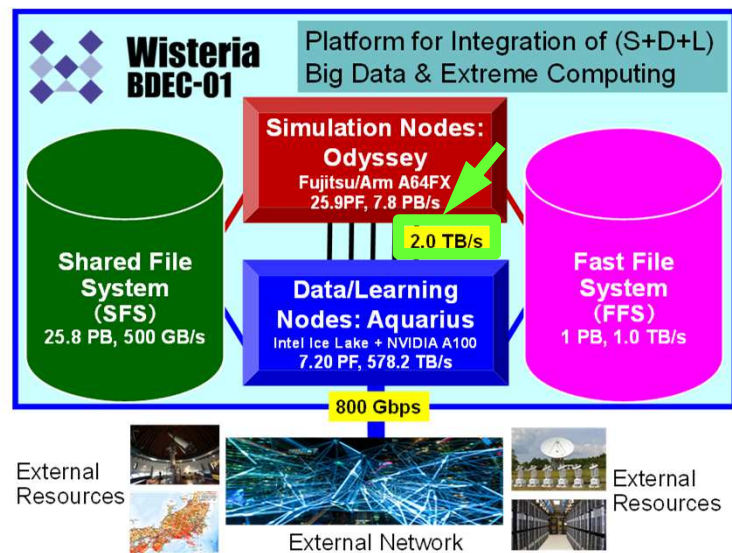 Wisteria
BDEC-01
Platform for Integration of (S+D+L)
Big Data & Extreme Computing
Simulation Nodes:
Odyssey
Fujitsu/Arm A64FX
25.9PF, 7.8 PB/s
2.0 TB/s
Shared File
System
(SFS)
25.8 PB, 500 GB/s
Data/Learning
Nodes: Aquarius
Intel Ice Lake + NVIDIA A100
7.20 PF, 578.2 TB/s
Fast File
System
(FFS)
1 PB, 1.0 TB/s
800 Gbps
External
Resources
External
Resources
External Network